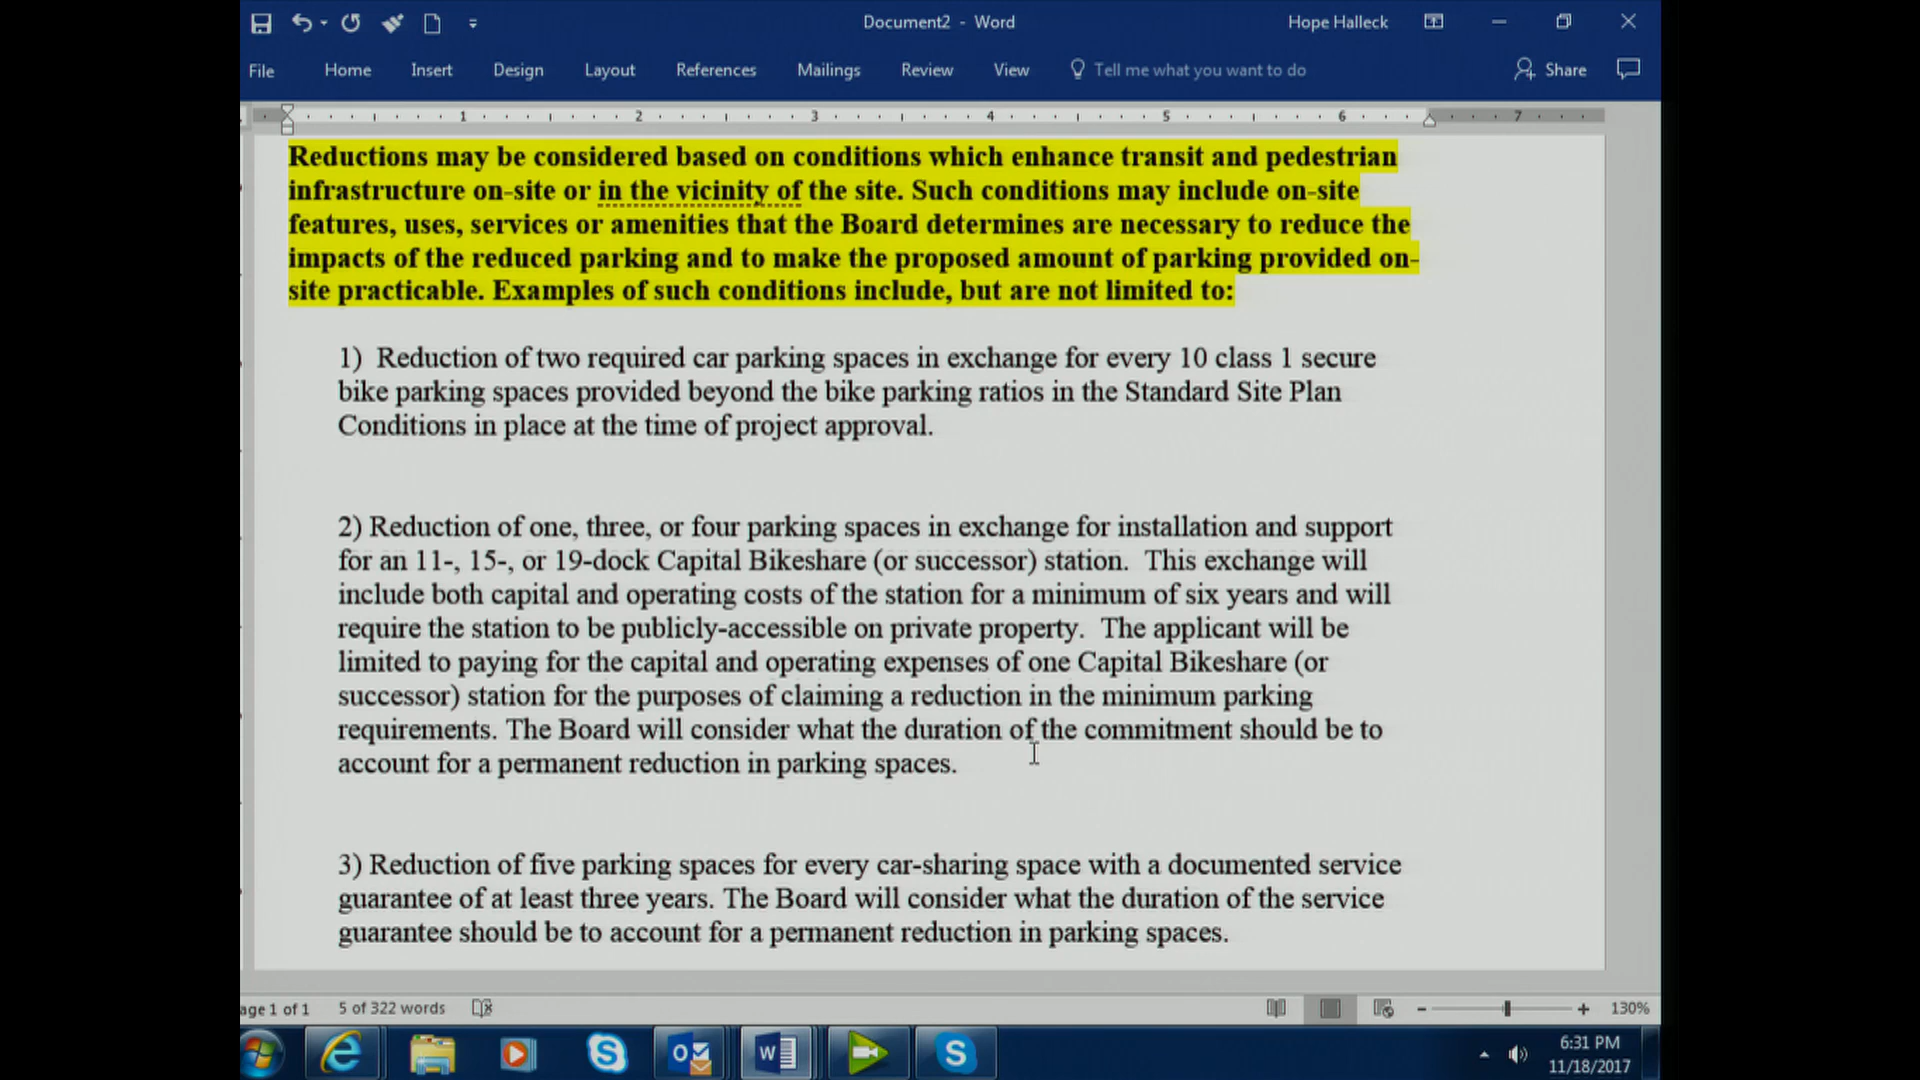 Document2 - Word
Hope Halleck
File Home Insert Design Layout References Mailings Review View Tell me what you want to do Share
1 1 2 3 4 5 6 7
Reductions may be considered based on conditions which enhance transit and pedestrian
infrastructure on-site or in the vicinity of the site. Such conditions may include on-site
features, uses, services or amenities that the Board determines are necessary to reduce the
impacts of the reduced parking and to make the proposed amount of parking provided on-
site practicable. Examples of such conditions include, but are not limited to:
1) Reduction of two required car parking spaces in exchange for every 10 class 1 secure
bike parking spaces provided beyond the bike parking ratios in the Standard Site Plan
Conditions in place at the time of project approval.
2) Reduction of one, three, or four parking spaces in exchange for installation and support
for an 11-, 15-, or 19-dock Capital Bikeshare (or successor) station. This exchange will
include both capital and operating costs of the station for a minimum of six years and will
require the station to be publicly-accessible on private property. The applicant will be
limited to paying for the capital and operating expenses of one Capital Bikeshare (or
successor) station for the purposes of claiming a reduction in the minimum parking
requirements. The Board will consider what the duration of the commitment should be to
account for a permanent reduction in parking spaces.
3) Reduction of five parking spaces for every car-sharing space with a documented service
guarantee of at least three years. The Board will consider what the duration of the service
guarantee should be to account for a permanent reduction in parking spaces.
age 1 of 1 5 of 322 words 130%
6:31 PM
11/18/2017